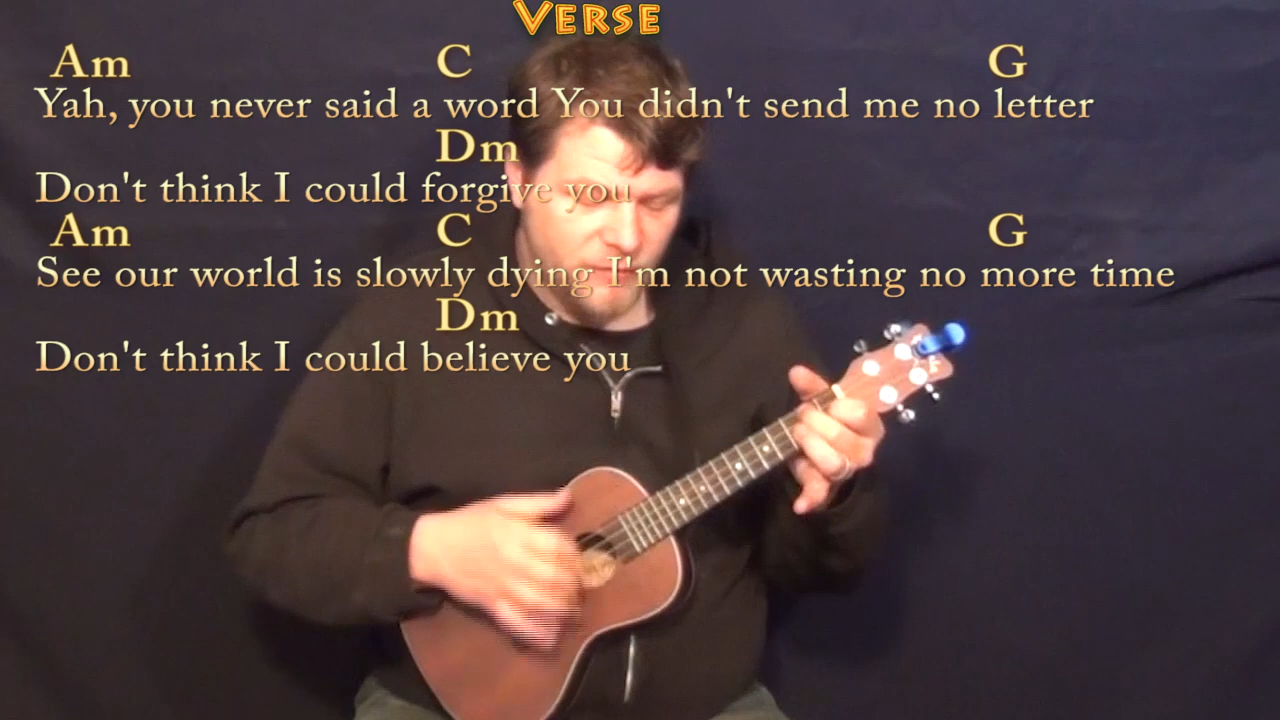 VERSE
Am C G
Yah, you never said a word You didn't send me no letter
Dm
Don't think I could forgive you
Am C G
See our world is slowly dying I'm not wasting no more time
Dm
Don't think I could believe you